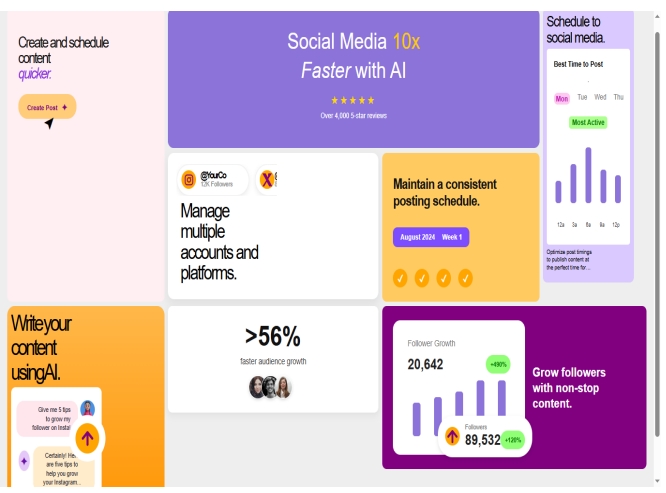 Create and schedule
content
quicker.
Create Post
Social Media 10x
Faster with AI
Over 4,000 5-star reviews
Schedule to
social media.
Best Time to Post
Mon Tue Wed Thu
Most Active
12a 3a 6a 9a 12p
Optimize post timings
to publish content at
the perfect time for...
@YourCo
12K Followers
X
Manage
multiple
accounts and
platforms.
Maintain a consistent
posting schedule.
August 2024 Week 1
Write your
content
using AI.
Give me 5 tips
to grow my
follower on Insta
Certainly!
are five tips to
help you grow
your Instagram...
>56%
faster audience growth
Follower Growth
20,642
+490%
Followers
89,532
+120%
Grow followers
with non-stop
content.